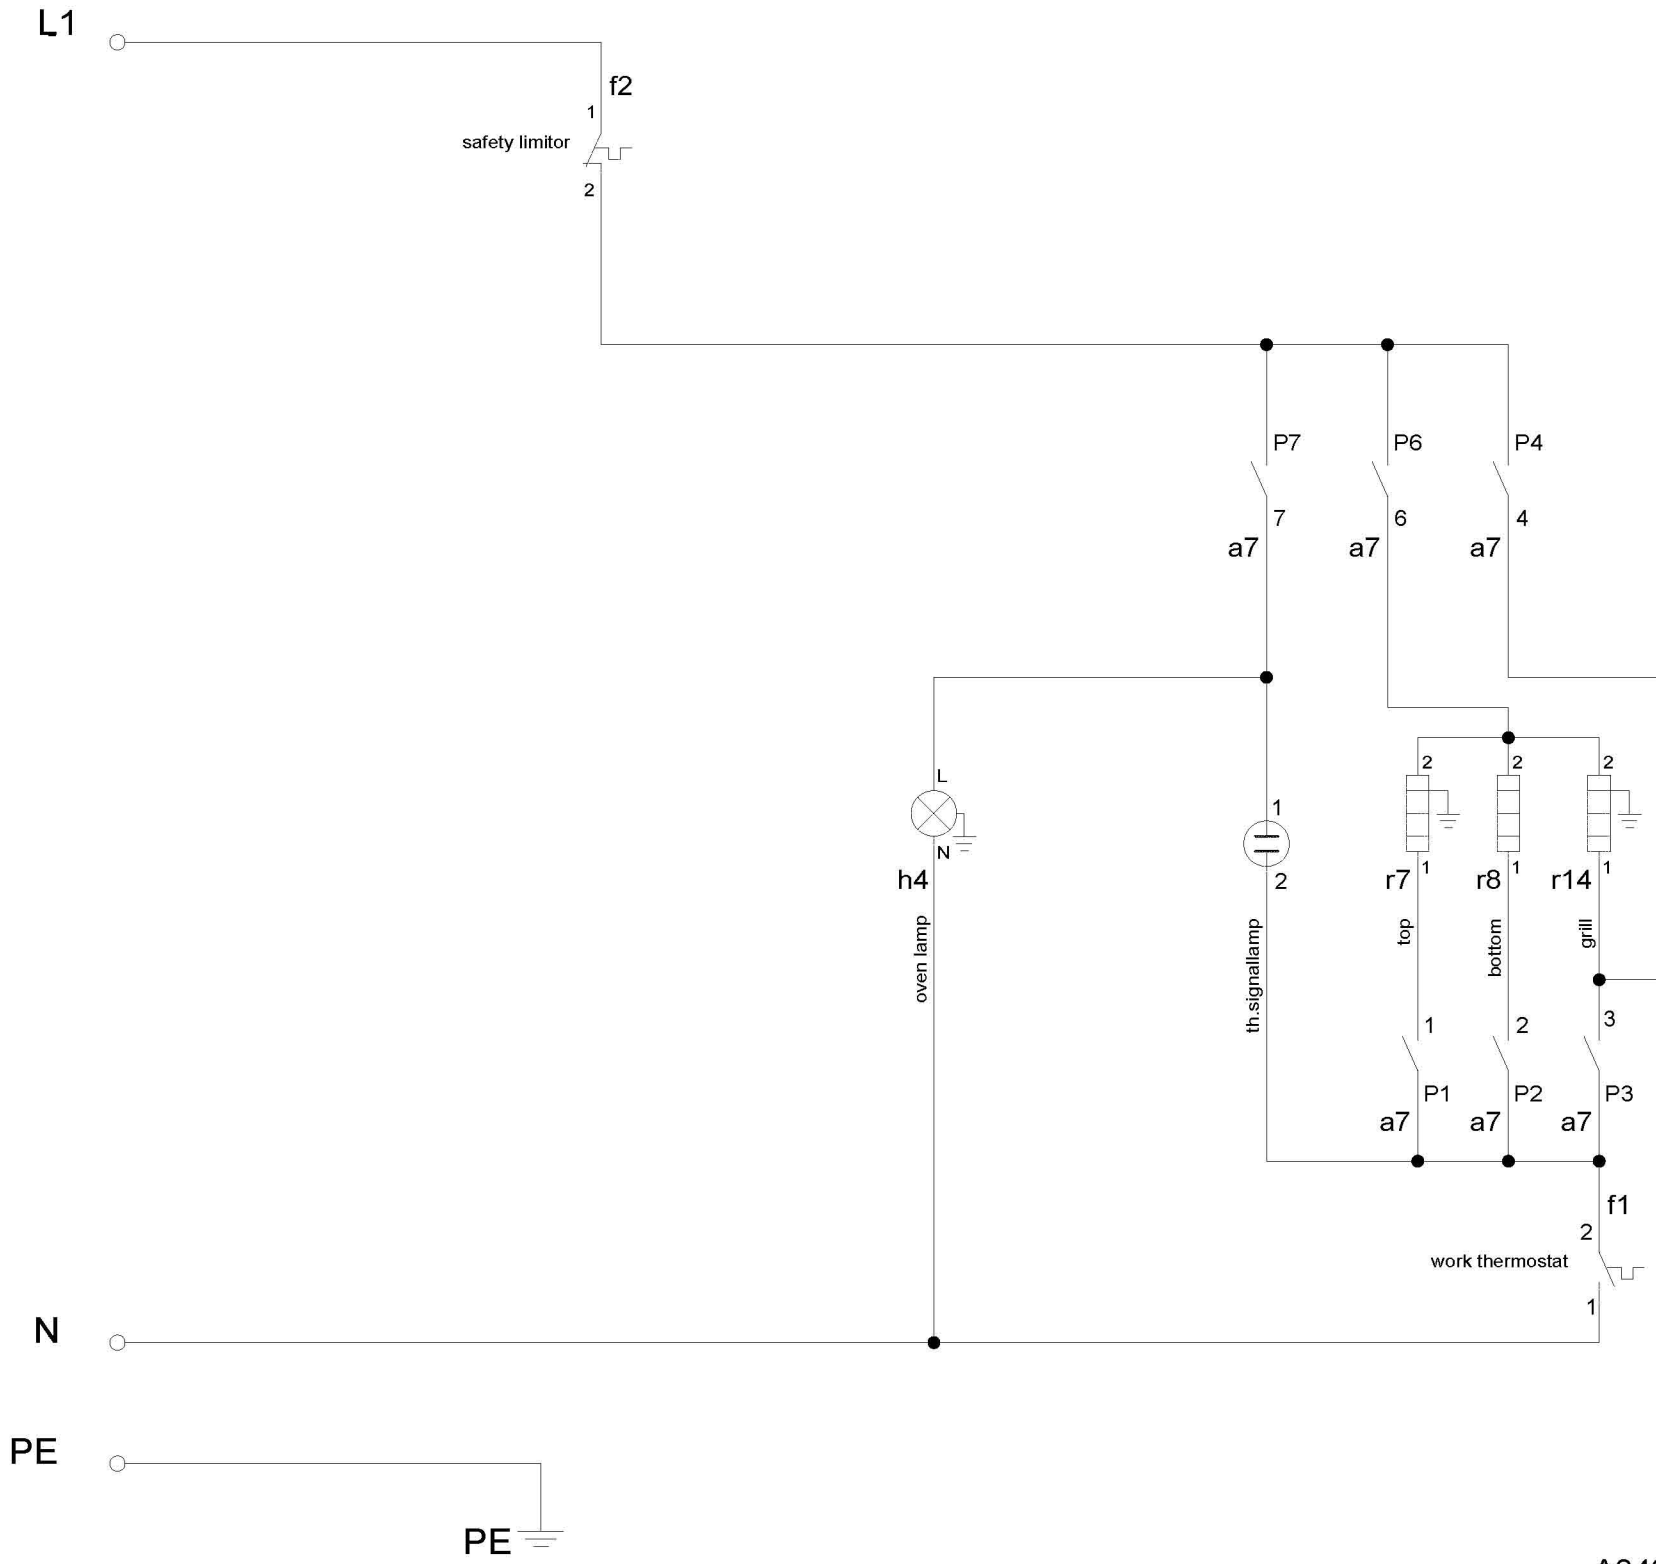 L1
f2
1
safety limitor
2
P7
P6
P4
7
6
4
a7
a7
a7
L
N
h4
oven lamp
1
2
th.signallamp
2
2
2
r7
1
r8
1
r14
1
top
bottom
grill
1
2
3
P1
P2
P3
a7
a7
a7
f1
2
work thermostat
1
N
PE
PE